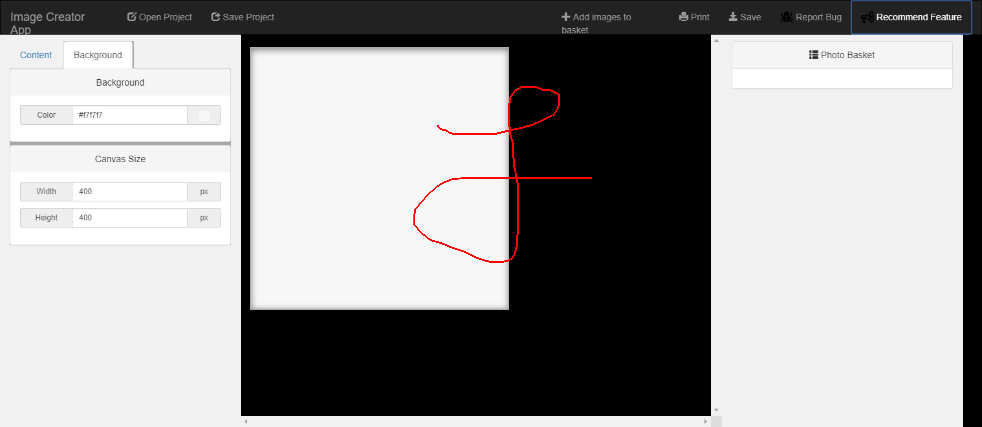 Image Creator App
Open Project
Save Project
Add images to basket
Print
Save
Report Bug
Recommend Feature
Content
Background
Background
Color
#f7f7f7
Canvas Size
Width
400
px
Height
400
px
Photo Basket